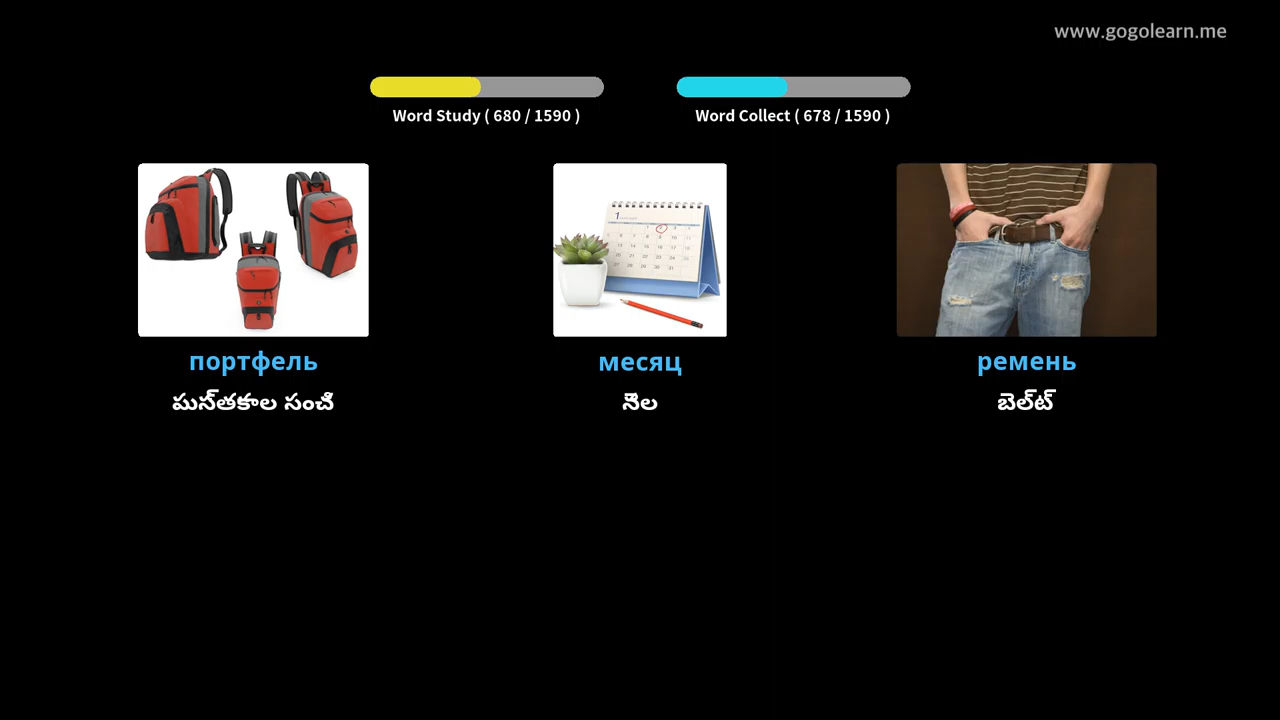 www.gogolearn.me
Word Study ( 680 / 1590 )
Word Collect ( 678 / 1590 )
портфель
месяц
ремень
పున్తకాల సంచి
నెల
బెల్ట్